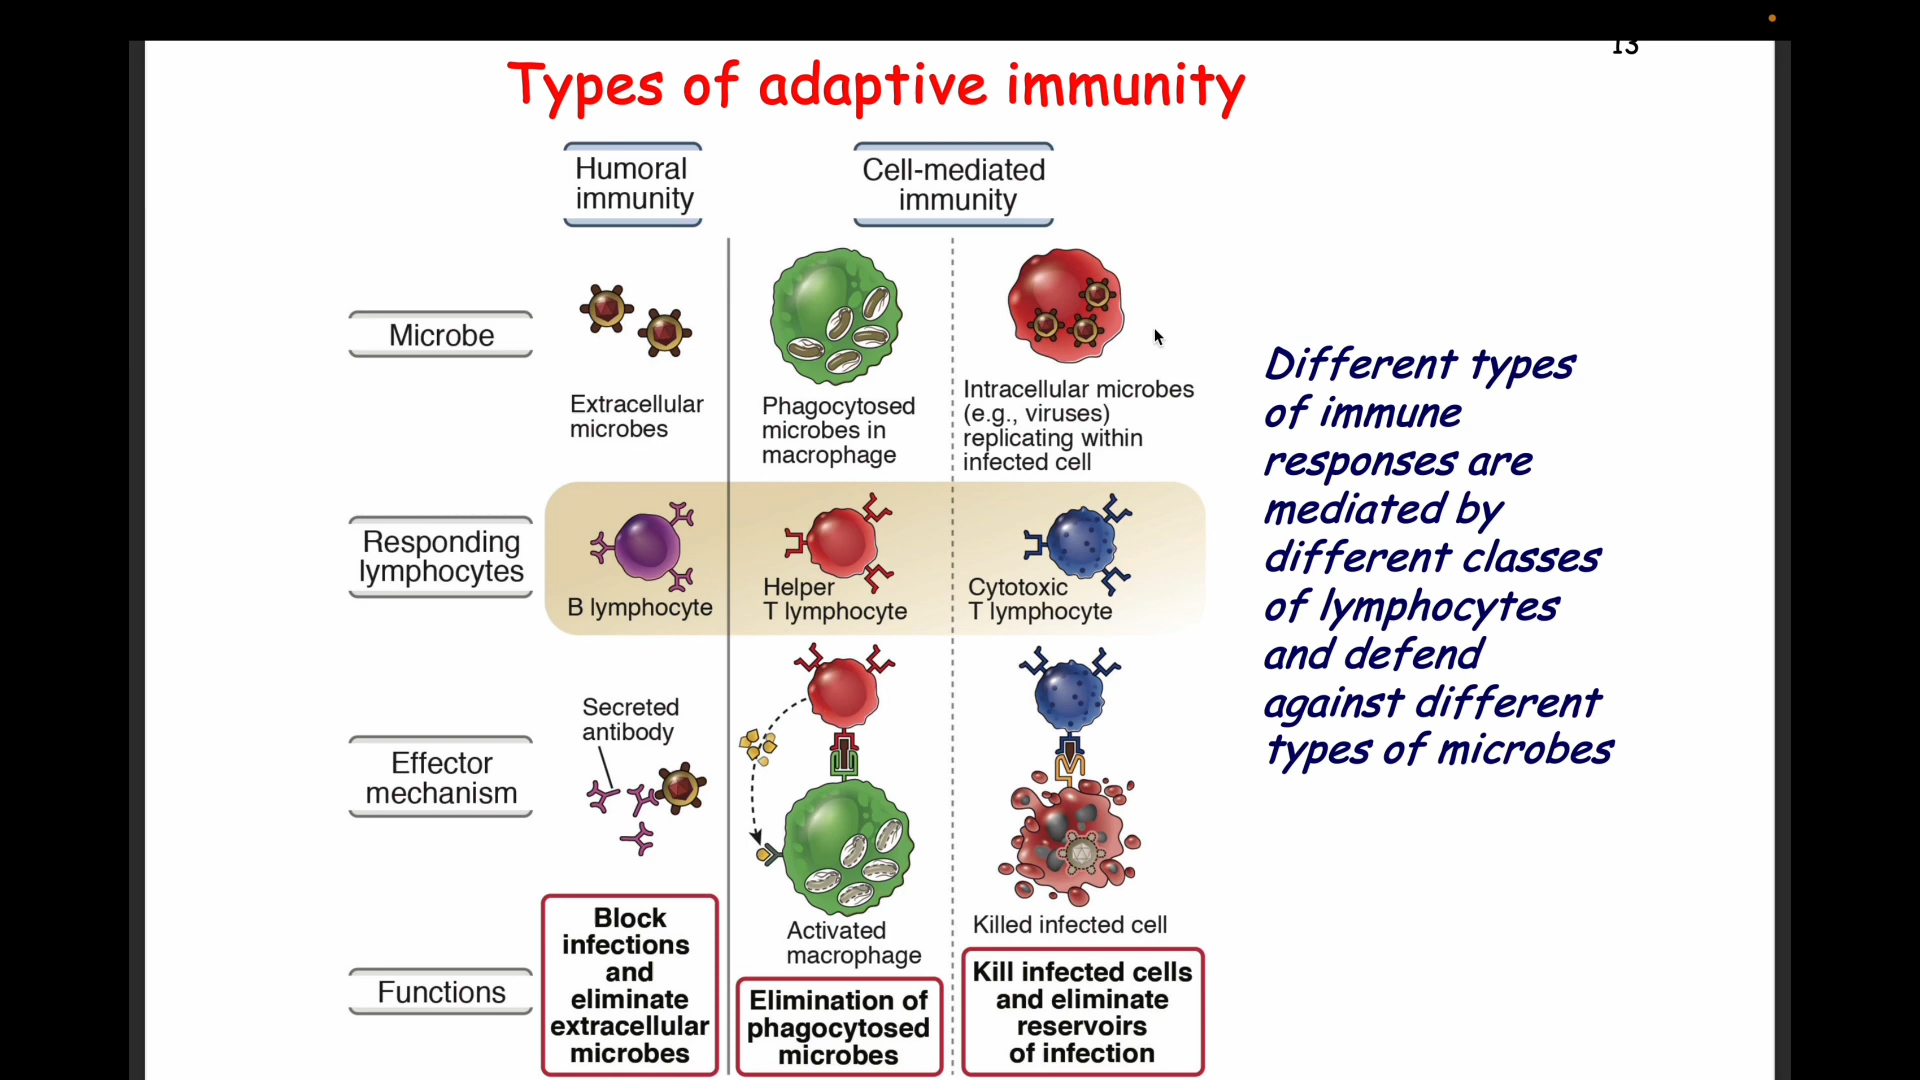 13
Types of adaptive immunity
Humoral
immunity
Cell-mediated
immunity
Microbe
Extracellular
microbes
Phagocytosed
microbes in
macrophage
Intracellular microbes
(e.g., viruses)
replicating within
infected cell
Responding
lymphocytes
B lymphocyte
Helper
T lymphocyte
Cytotoxic
T lymphocyte
Effector
mechanism
Secreted
antibody
Activated
macrophage
Killed infected cell
Functions
Block
infections
and
eliminate
extracellular
microbes
Elimination of
phagocytosed
microbes
Kill infected cells
and eliminate
reservoirs
of infection
Different types
of immune
responses are
mediated by
different classes
of lymphocytes
and defend
against different
types of microbes